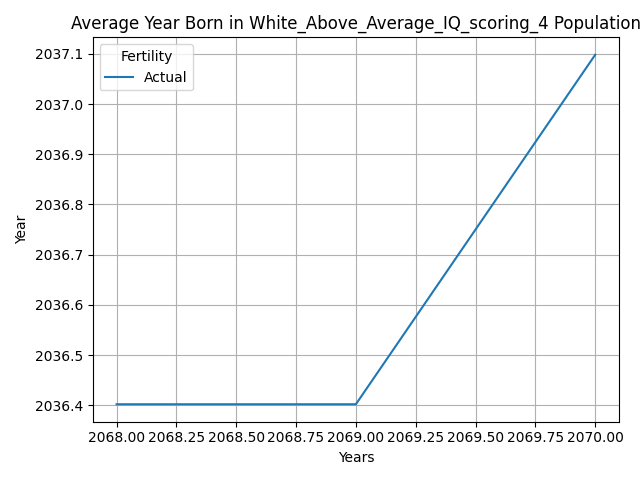 Average Year Born in White_Above_Average_IQ_scoring_4 Population
Fertility
Actual
2037.1
2037.0
2036.9
2036.8
2036.7
2036.6
2036.5
2036.4
Year
2068.00 2068.25 2068.50 2068.75 2069.00 2069.25 2069.50 2069.75 2070.00
Years